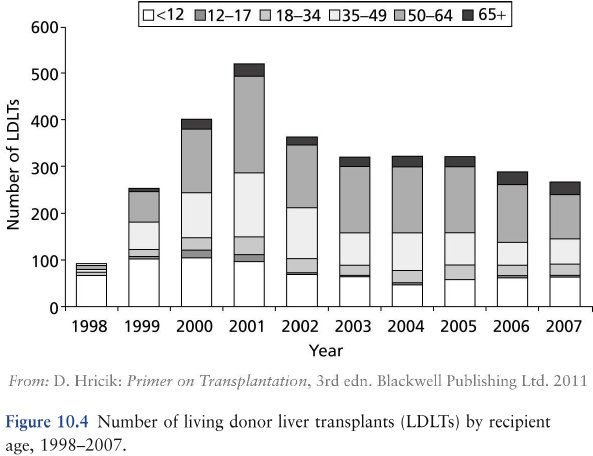 <12 12–17 18–34 35–49 50–64 65+
600
500
400
300
200
100
0
Number of LDLTs
1998 1999 2000 2001 2002 2003 2004 2005 2006 2007
Year
From: D. Hricik: Primer on Transplantation, 3rd edn. Blackwell Publishing Ltd. 2011
Figure 10.4 Number of living donor liver transplants (LDLTs) by recipient
age, 1998–2007.